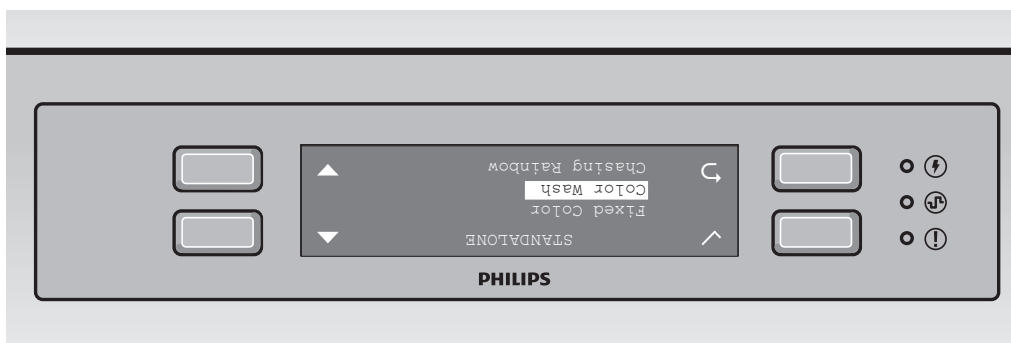 STANDALONE
Fixed Color
Color Wash
Chasing Rainbow
PHILIPS